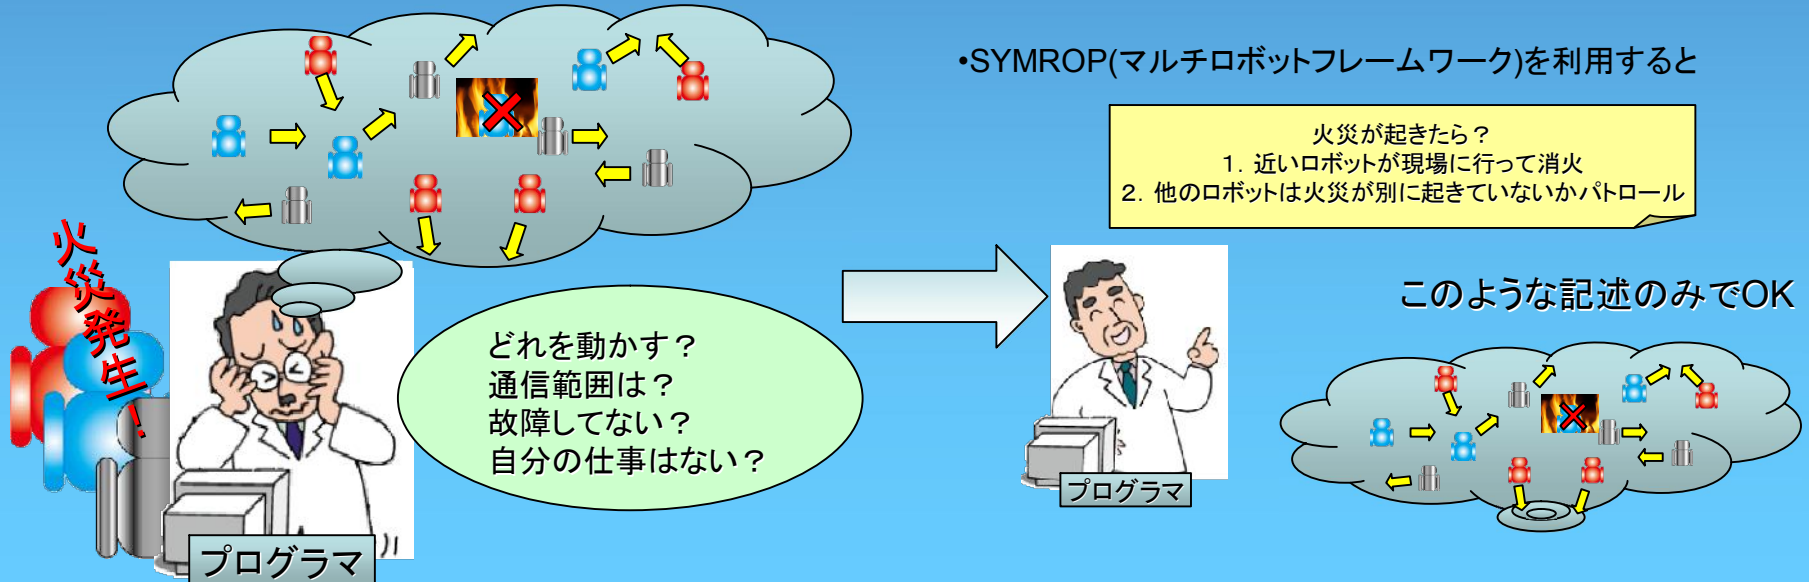 火災発生！
プログラマ
どれを動かす？
通信範囲は？
故障してない？
自分の仕事はない？
•SYMROP(マルチロボットフレームワーク)を利用すると
火災が起きたら？
１．近いロボットが現場に行って消火
２．他のロボットは火災が別に起きていないかパトロール
プログラマ
このような記述のみでOK